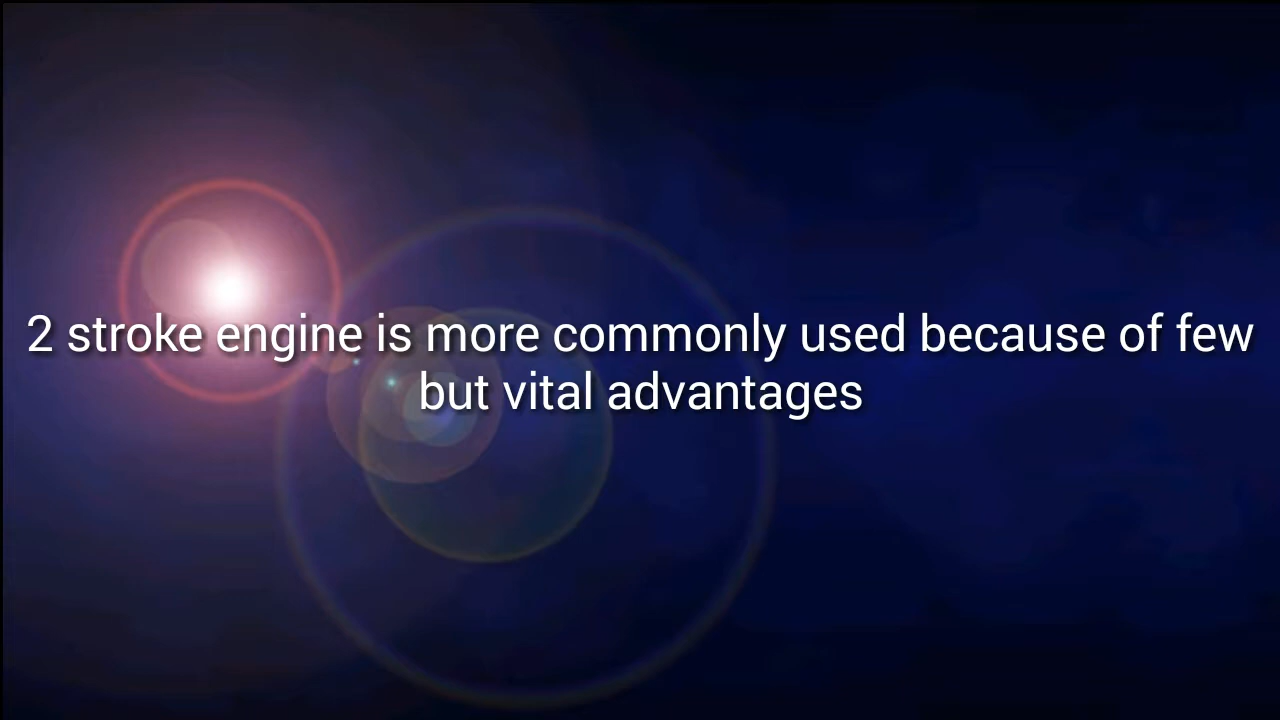 2 stroke engine is more commonly used because of few
but vital advantages